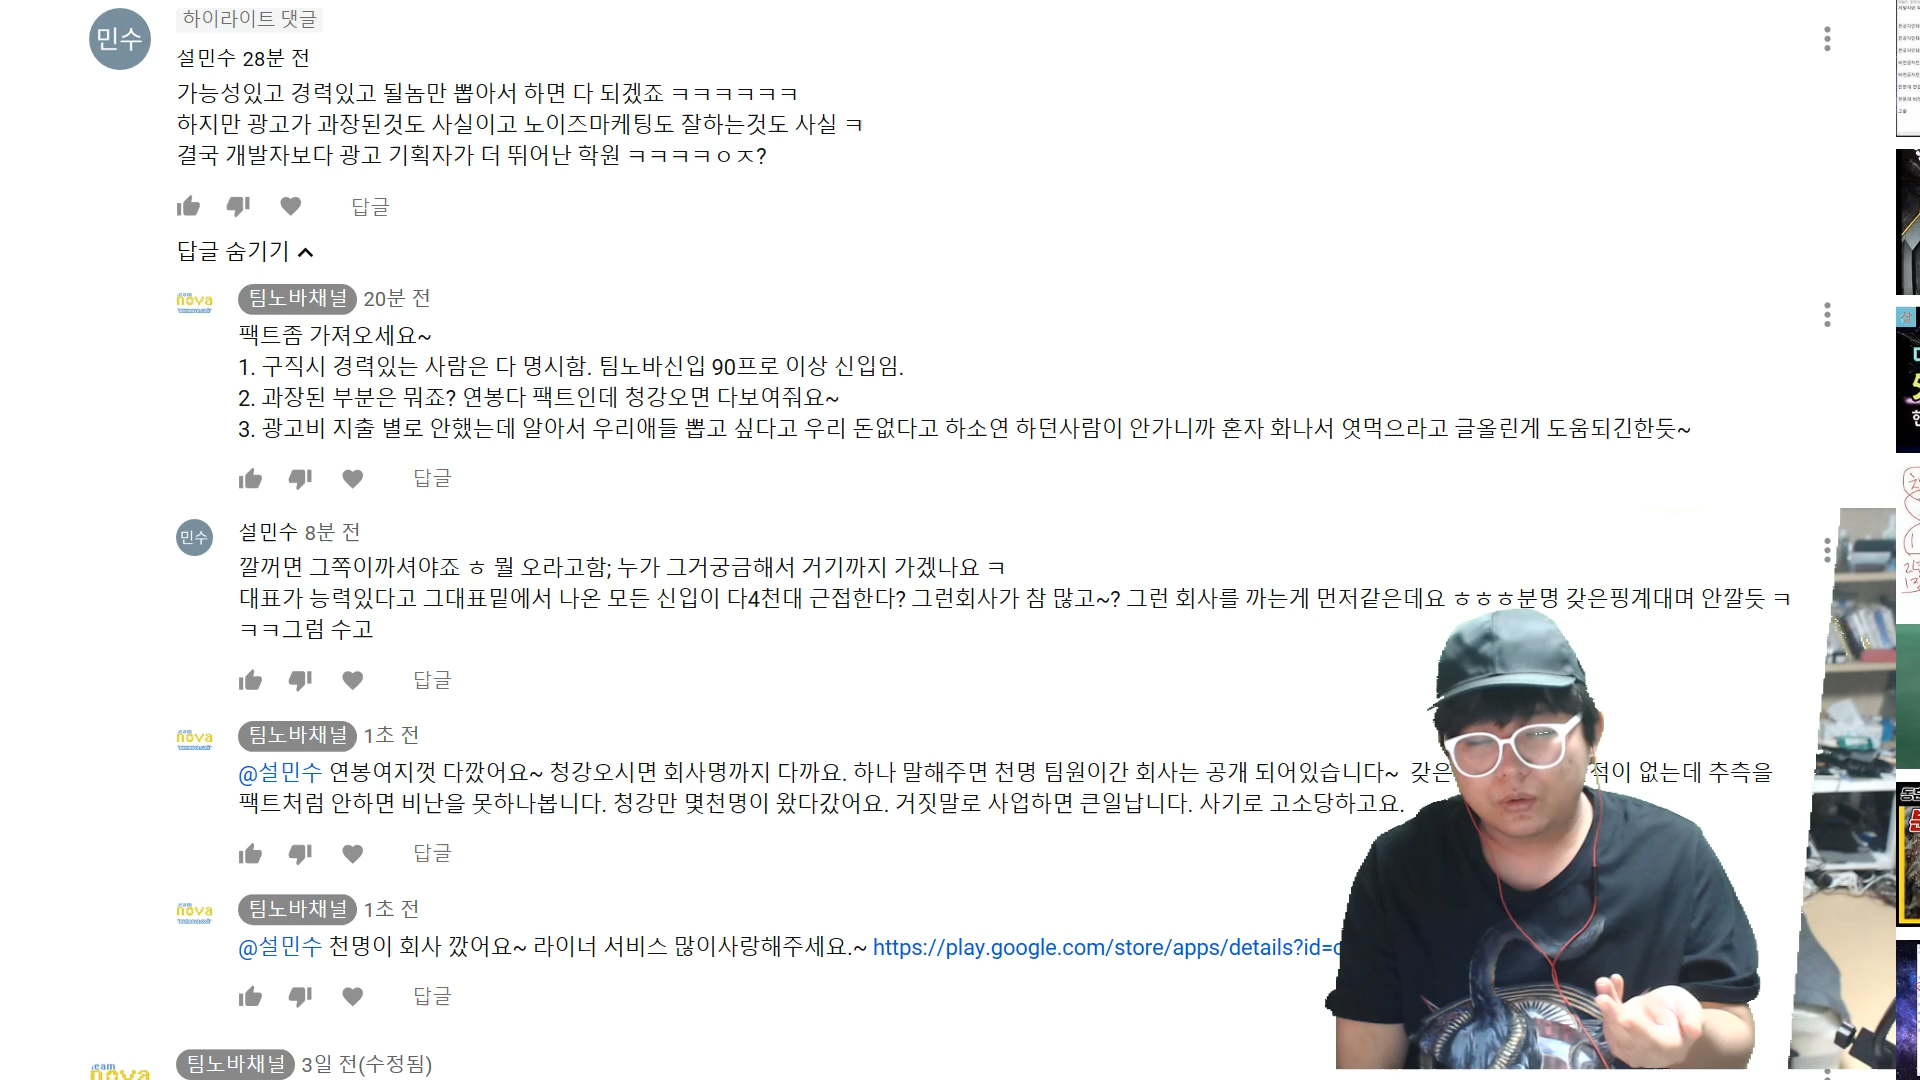 민수
하이라이트 댓글
설민수 28분 전
가능성있고 경력있고 될놈만 뽑아서 하면 다 되겠죠 ㅋㅋㅋㅋㅋㅋ
하지만 광고가 과장된것도 사실이고 노이즈마케팅도 잘하는것도 사실 ㅋ
결국 개발자보다 광고 기획자가 더 뛰어난 학원 ㅋㅋㅋㅋㅇㅈ?
답글
답글 숨기기
nova
팀노바채널 20분 전
팩트좀 가져오세요~
1. 구직시 경력있는 사람은 다 명시함. 팀노바신입 90프로 이상 신입임.
2. 과장된 부분은 뭐죠? 연봉다 팩트인데 청강오면 다보여줘요~
3. 광고비 지출 별로 안했는데 알아서 우리애들 뽑고 싶다고 우리 돈없다고 하소연 하던사람이 안가니까 혼자 화나서 엿먹으라고 글올린게 도움되긴한듯~
답글
민수
설민수 8분 전
깔꺼면 그쪽이까셔야죠 ㅎ 뭘 오라고함; 누가 그거궁금해서 거기까지 가겠나요 ㅋ
대표가 능력있다고 그대표밑에서 나온 모든 신입이 다4천대 근접한다? 그런회사가 참 많고~? 그런 회사를 까는게 먼저같은데요 ㅎㅎㅎ분명 갖은핑계대며 안깔듯 ㅋ
ㅋㅋ그럼 수고
답글
nova
팀노바채널 1초 전
@설민수 연봉여지껏 다깠어요~ 청강오시면 회사명까지 다까요. 하나 말해주면 천명 팀원이간 회사는 공개 되어있습니다~ 갖은 적이 없는데 추측을
팩트처럼 안하면 비난을 못하나봅니다. 청강만 몇천명이 왔다갔어요. 거짓말로 사업하면 큰일납니다. 사기로 고소당하고요.
답글
nova
팀노바채널 1초 전
@설민수 천명이 회사 깠어요~ 라이너 서비스 많이사랑해주세요.~ https://play.google.com/store/apps/details?id=c
답글
nova
팀노바채널 3일 전(수정됨)